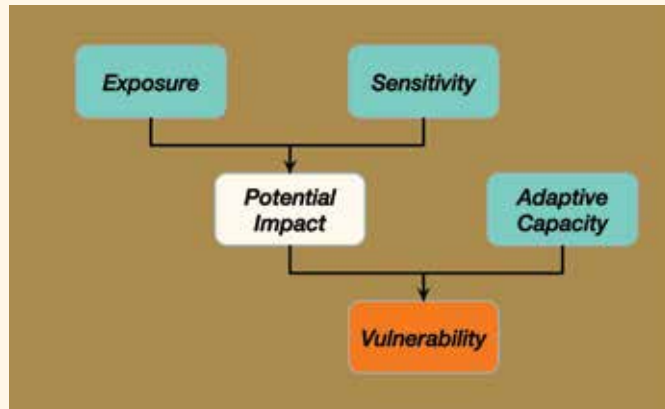 Exposure
Sensitivity
Potential
Impact
Adaptive
Capacity
Vulnerability